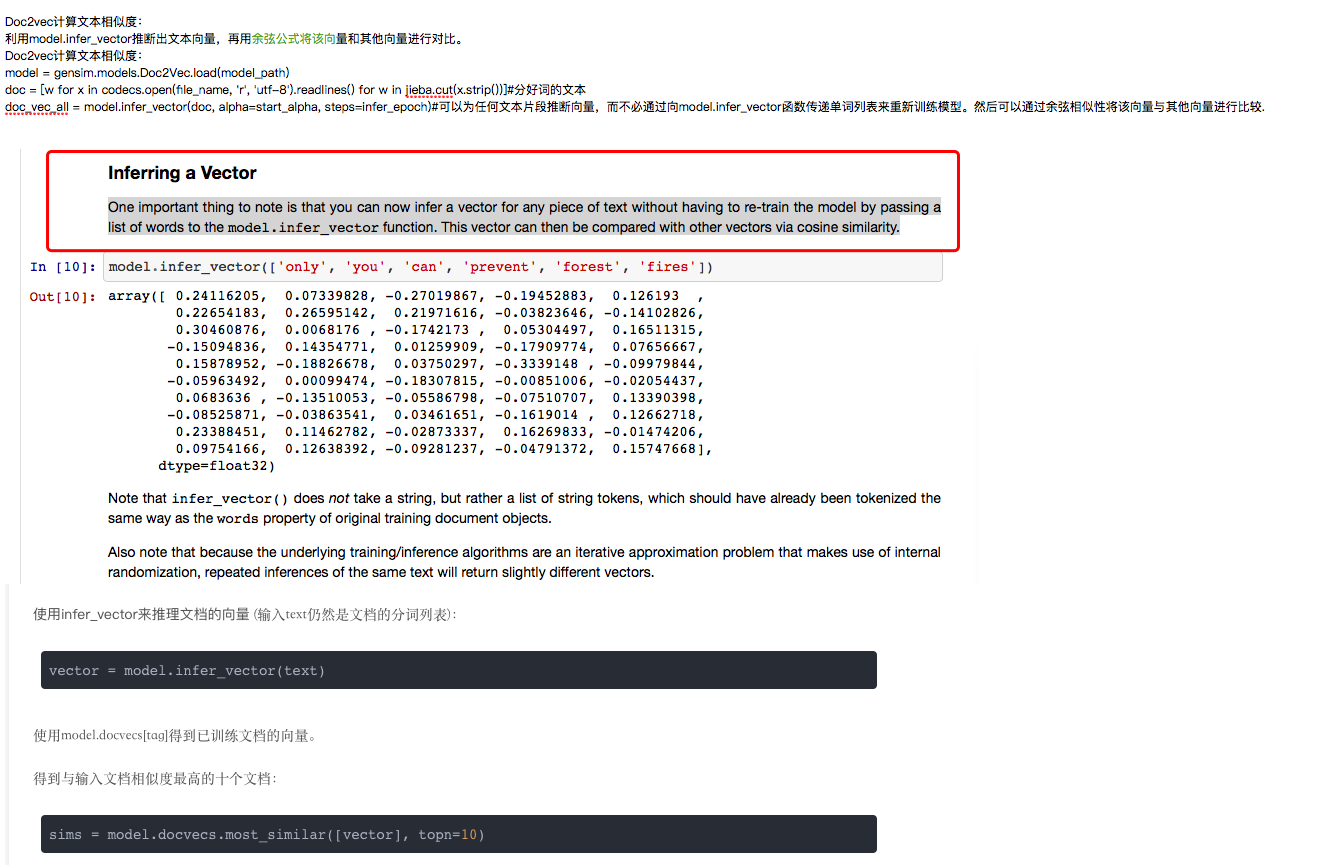 Doc2vec计算文本相似度：
利用model.infer_vector推断出文本向量，再用余弦公式将该向量和其他向量进行对比。
Doc2vec计算文本相似度：
model = gensim.models.Doc2Vec.load(model_path)
doc = [w for x in codecs.open(file_name, 'r', 'utf-8').readlines() for w in jieba.cut(x.strip())]#分好词的文本
doc_vec_all = model.infer_vector(doc, alpha=start_alpha, steps=infer_epoch)#可以为任何文本片段推断向量，而不必通过向model.infer_vector函数传递单词列表来重新训练模型。然后可以通过余弦相似性将该向量与其他向量进行比较.
Inferring a Vector
One important thing to note is that you can now infer a vector for any piece of text without having to re-train the model by passing a
list of words to the model.infer_vector function. This vector can then be compared with other vectors via cosine similarity.
In [10]: model.infer_vector(['only', 'you', 'can', 'prevent', 'forest', 'fires'])
Out[10]: array([ 0.24116205,  0.07339828, -0.27019867, -0.19452883,  0.126193  ,
0.22654183,  0.26595142,  0.21971616, -0.03823646, -0.14102826,
0.30460876,  0.0068176 , -0.1742173 ,  0.05304497,  0.16511315,
-0.15094836,  0.14354771,  0.01259909, -0.17909774,  0.07656667,
0.15878952, -0.18826678,  0.03750297, -0.3339148 , -0.09979844,
-0.05963492,  0.00099474, -0.18307815, -0.00851006, -0.02054437,
0.0683636 , -0.13510053, -0.05586798, -0.07510707,  0.13390398,
-0.08525871, -0.03863541,  0.03461651, -0.1619014 ,  0.12662718,
0.23388451,  0.11462782, -0.02873337,  0.16269833, -0.01474206,
0.09754166,  0.12638392, -0.09281237, -0.04791372,  0.15747668],
dtype=float32)
Note that infer_vector() does not take a string, but rather a list of string tokens, which should have already been tokenized the
same way as the words property of original training document objects.
Also note that because the underlying training/inference algorithms are an iterative approximation problem that makes use of internal
randomization, repeated inferences of the same text will return slightly different vectors.
使用infer_vector来推理文档的向量 (输入text仍然是文档的分词列表)：
vector = model.infer_vector(text)
使用model.docvecs[tag]得到已训练文档的向量。
得到与输入文档相似度最高的十个文档：
sims = model.docvecs.most_similar([vector], topn=10)